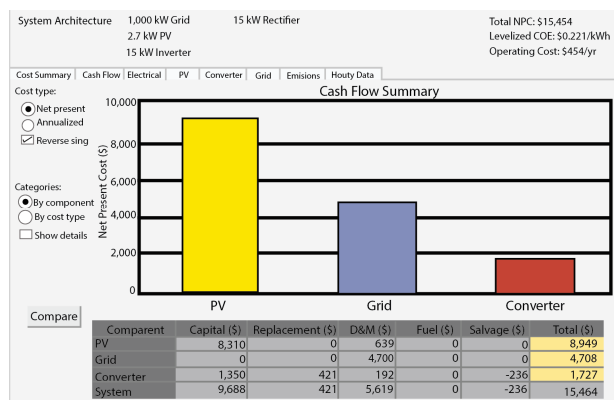 System Architecture 1,000 kW Grid 15 kW Rectifier Total NPC: $15,454
2.7 kW PV Levelized COE: $0.221/kWh
15 kW Inverter Operating Cost: $454/yr
Cost Summary Cash Flow Electrical PV Converter Grid Emisions Houty Data
Cost type:
Net present
Annualized
Reverse sing
Categories:
By component
By cost type
Show details
Compare
Cash Flow Summary
Net Present Cost ($)
10,000
8,000
6,000
4,000
2,000
0
PV Grid Converter
Comparent Capital ($) Replacement ($) D&M ($) Fuel ($) Salvage ($) Total ($)
PV 8,310 0 639 0 0 8,949
Grid 0 0 4,700 0 0 4,708
Converter 1,350 421 192 0 -236 1,727
System 9,688 421 5,619 0 -236 15,464